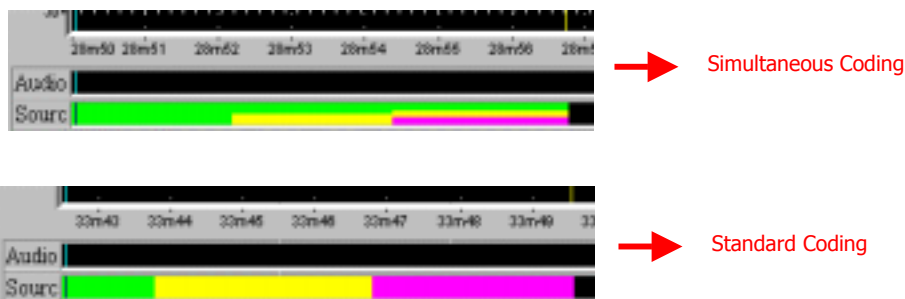 28m50 28m51 28m52 28m53 28m54 28m55 28m56
Audio
Simultaneous Coding
Sourc
33m43 33m44 33m45 33m46 33m47 33m48 33m49
Audio
Standard Coding
Sourc